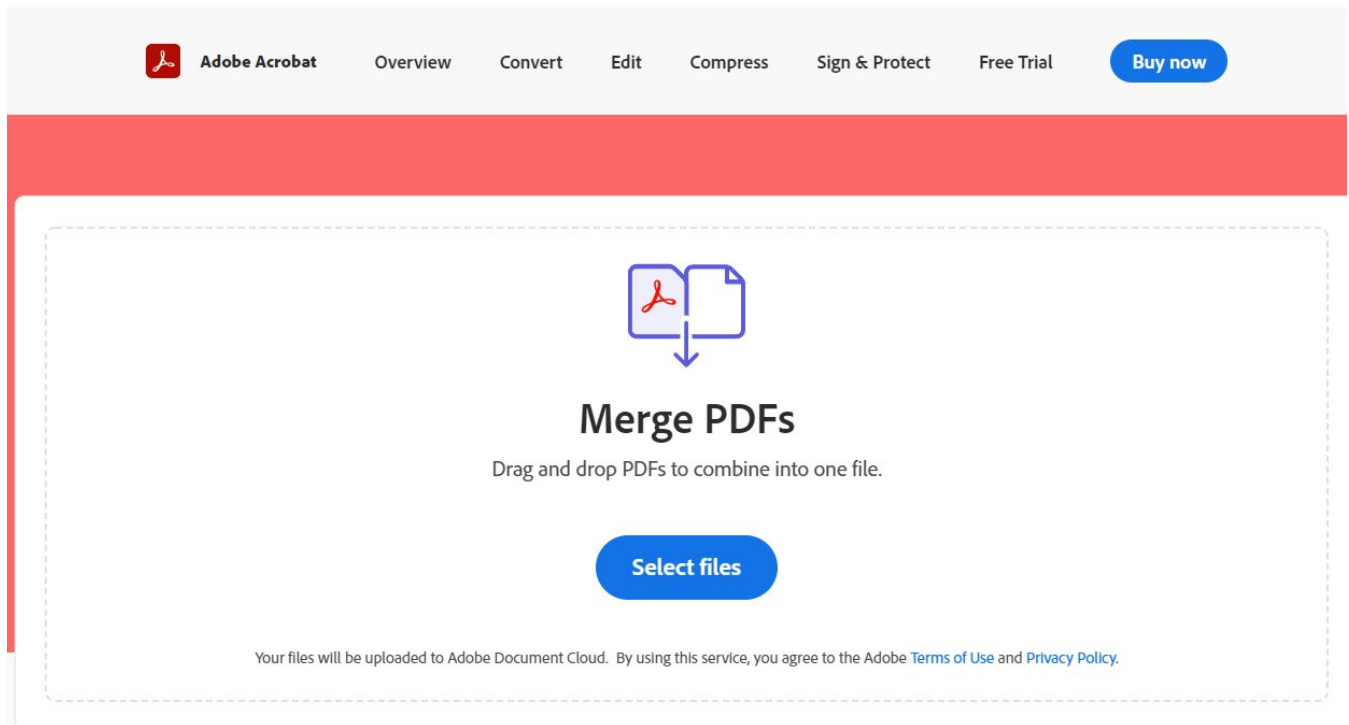 Adobe Acrobat Overview Convert Edit Compress Sign & Protect Free Trial Buy now
Merge PDFs
Drag and drop PDFs to combine into one file.
Select files
Your files will be uploaded to Adobe Document Cloud. By using this service, you agree to the Adobe Terms of Use and Privacy Policy.